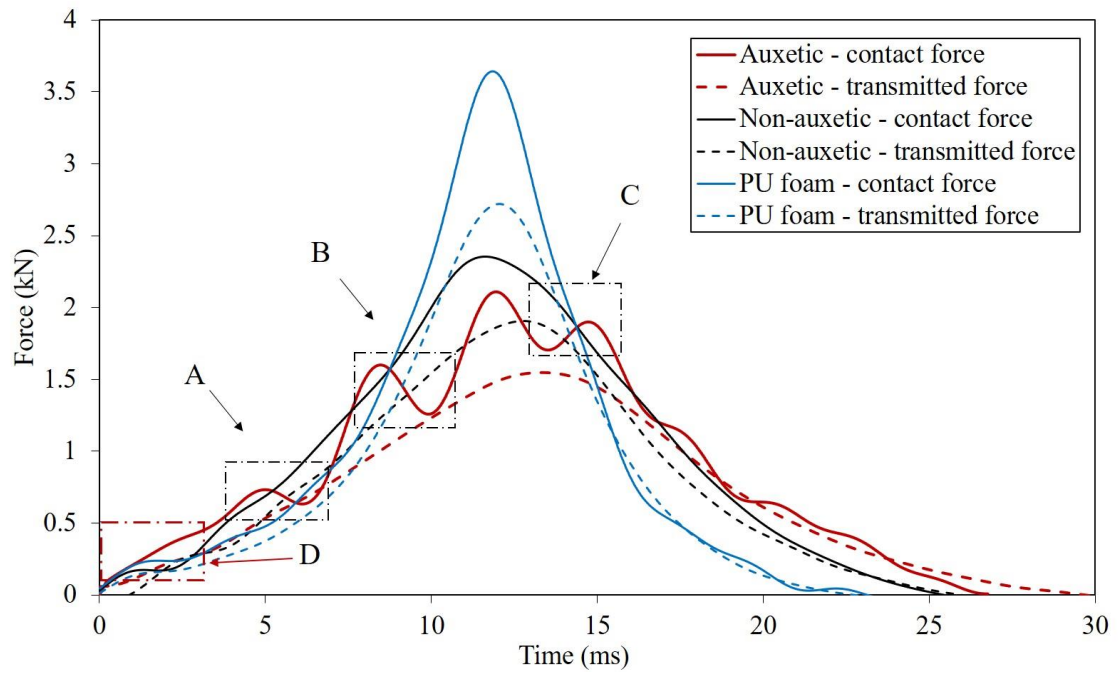 4
3.5
3
2.5
2
1.5
1
0.5
0
Force (kN)
Auxetic - contact force
Auxetic - transmitted force
Non-auxetic - contact force
Non-auxetic - transmitted force
PU foam - contact force
PU foam - transmitted force
A
B
C
D
0 5 10 15 20 25 30
Time (ms)